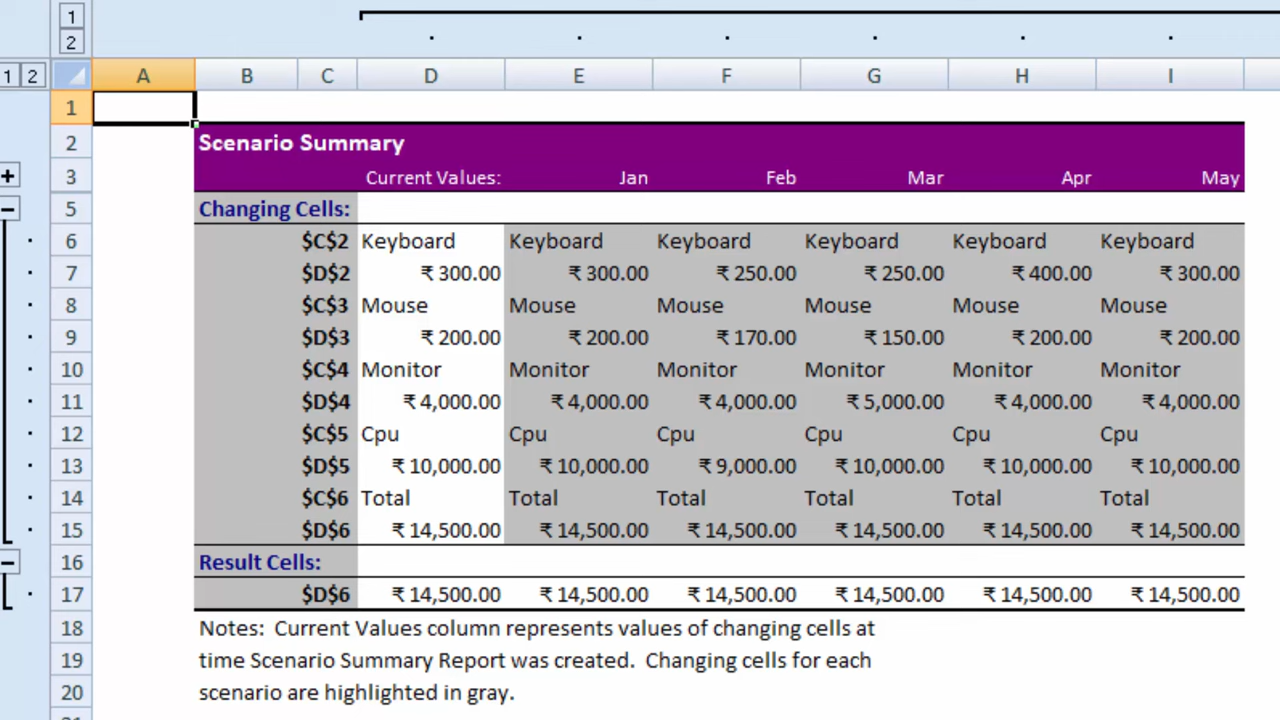 1
2
1 2 A B C D E F G H I
1
2 Scenario Summary
3 Current Values: Jan Feb Mar Apr May
5 Changing Cells:
6 $C$2 Keyboard Keyboard Keyboard Keyboard Keyboard Keyboard
7 $D$2 ₹ 300.00 ₹ 300.00 ₹ 250.00 ₹ 250.00 ₹ 400.00 ₹ 300.00
8 $C$3 Mouse Mouse Mouse Mouse Mouse Mouse
9 $D$3 ₹ 200.00 ₹ 200.00 ₹ 170.00 ₹ 150.00 ₹ 200.00 ₹ 200.00
10 $C$4 Monitor Monitor Monitor Monitor Monitor Monitor
11 $D$4 ₹ 4,000.00 ₹ 4,000.00 ₹ 4,000.00 ₹ 5,000.00 ₹ 4,000.00 ₹ 4,000.00
12 $C$5 Cpu Cpu Cpu Cpu Cpu Cpu
13 $D$5 ₹ 10,000.00 ₹ 10,000.00 ₹ 9,000.00 ₹ 10,000.00 ₹ 10,000.00 ₹ 10,000.00
14 $C$6 Total Total Total Total Total Total
15 $D$6 ₹ 14,500.00 ₹ 14,500.00 ₹ 14,500.00 ₹ 14,500.00 ₹ 14,500.00 ₹ 14,500.00
16 Result Cells:
17 $D$6 ₹ 14,500.00 ₹ 14,500.00 ₹ 14,500.00 ₹ 14,500.00 ₹ 14,500.00 ₹ 14,500.00
18 Notes: Current Values column represents values of changing cells at
19 time Scenario Summary Report was created. Changing cells for each
20 scenario are highlighted in gray.